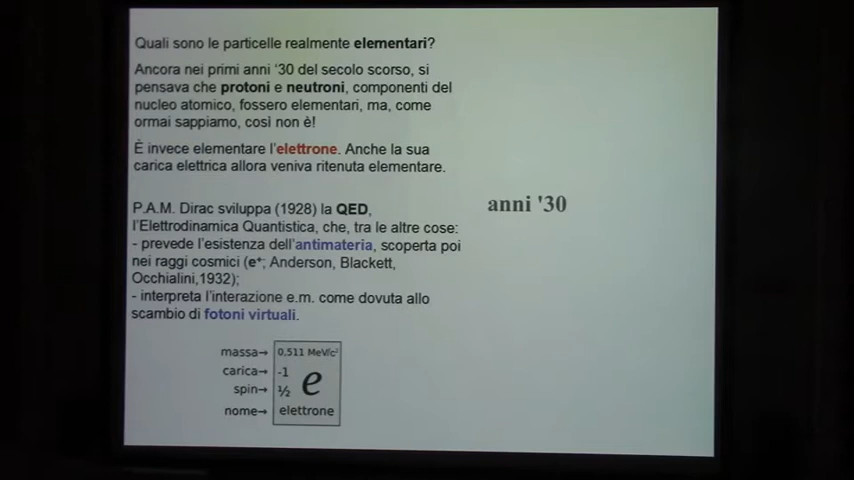 Quali sono le particelle realmente elementari?
Ancora nei primi anni ‘30 del secolo scorso, si
pensava che protoni e neutroni, componenti del
nucleo atomico, fossero elementari, ma, come
ormai sappiamo, così non è!
È invece elementare l’elettrone. Anche la sua
carica elettrica allora veniva ritenuta elementare.
anni '30
P.A.M. Dirac sviluppa (1928) la QED,
l’Elettrodinamica Quantistica, che, tra le altre cose:
- prevede l’esistenza dell’antimateria, scoperta poi
nei raggi cosmici (e⁺; Anderson, Blackett,
Occhialini,1932);
- interpreta l’interazione e.m. come dovuta allo
scambio di fotoni virtuali.
massa→ 0,511 MeV/c²
carica→ -1
spin→ ½ e
nome→ elettrone